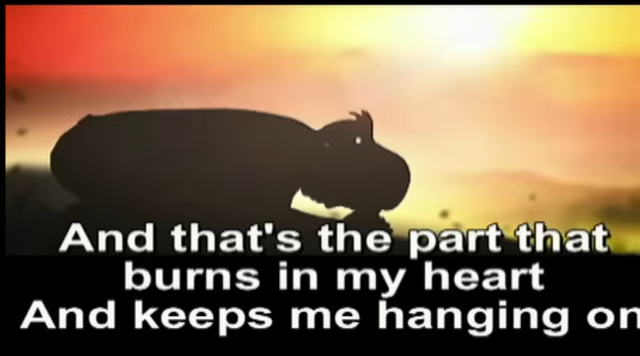 And that's the part that
burns in my heart
And keeps me hanging on